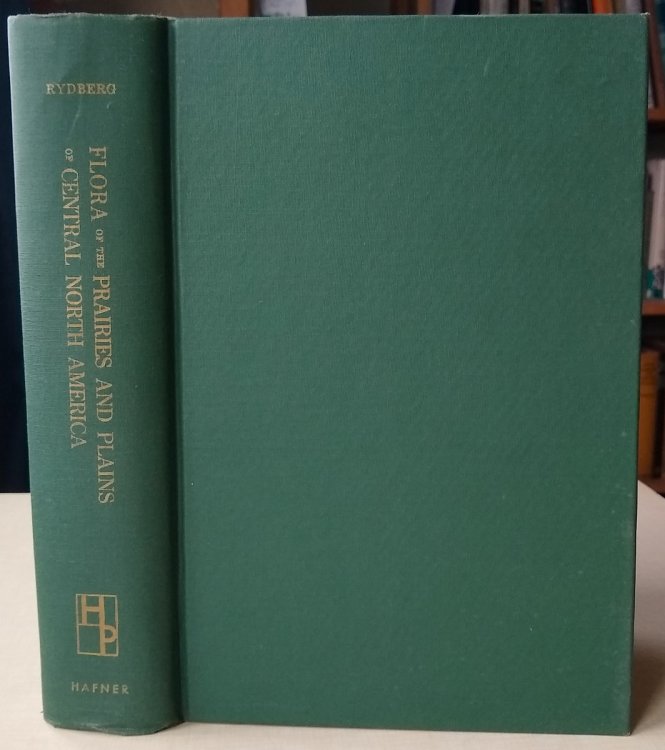 RYDBERG
FLORA OF THE PRAIRIES AND PLAINS
OF CENTRAL NORTH AMERICA
HP
HAFNER